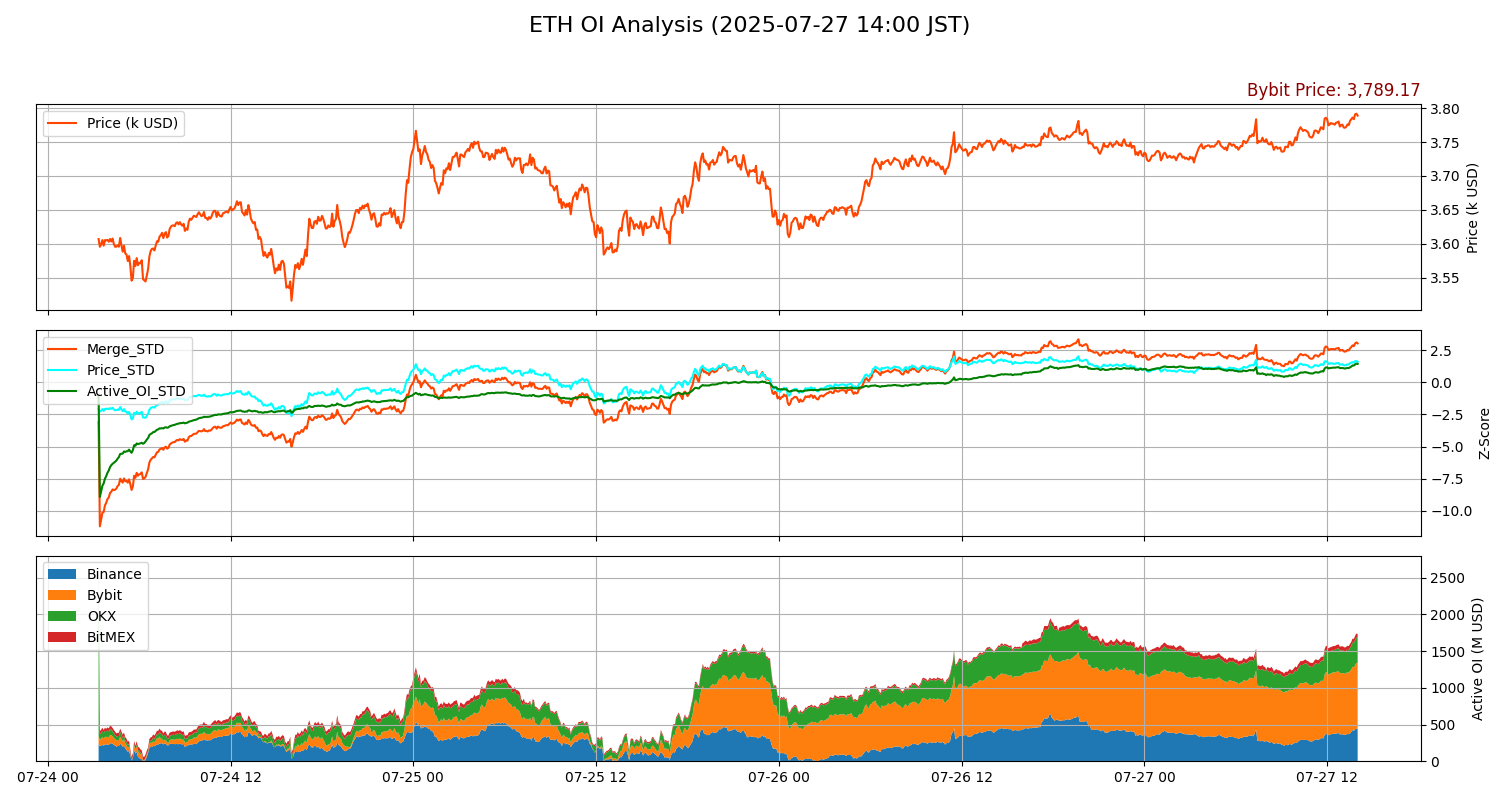 ETH OI Analysis (2025-07-27 14:00 JST)
Bybit Price: 3,789.17
Price (k USD)
3.80
3.75
3.70
3.65
3.60
3.55
Price (k USD)
Merge_STD
Price_STD
Active_OI_STD
2.5
0.0
−2.5
−5.0
−7.5
−10.0
Z-Score
Binance
Bybit
OKX
BitMEX
2500
2000
1500
1000
500
0
Active OI (M USD)
07-24 00 07-24 12 07-25 00 07-25 12 07-26 00 07-26 12 07-27 00 07-27 12